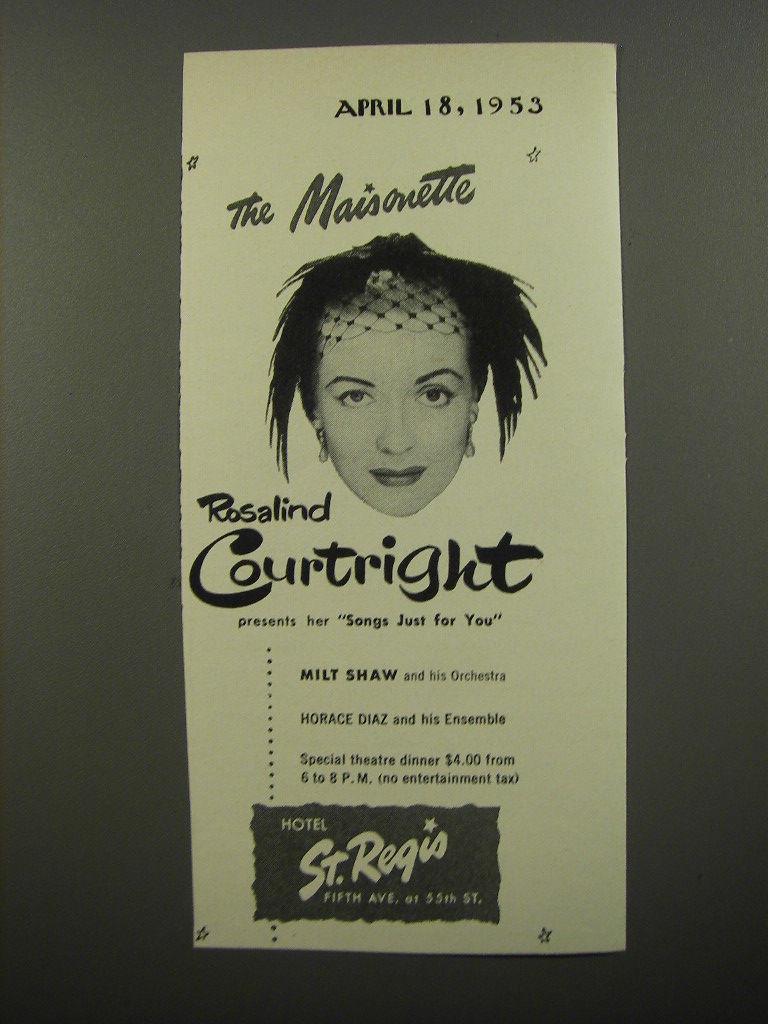 APRIL 18, 1953
The Maisonette
Rosalind
Courtright
presents her "Songs Just for You"
MILT SHAW and his Orchestra
HORACE DIAZ and his Ensemble
Special theatre dinner $4.00 from
6 to 8 P.M. (no entertainment tax)
HOTEL
St. Regis
FIFTH AVE. at 55th ST.